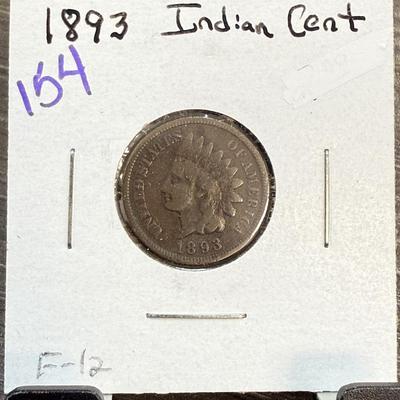 1893 Indian Cent
154
UNITED STATES OF AMERICA
1893
F-12